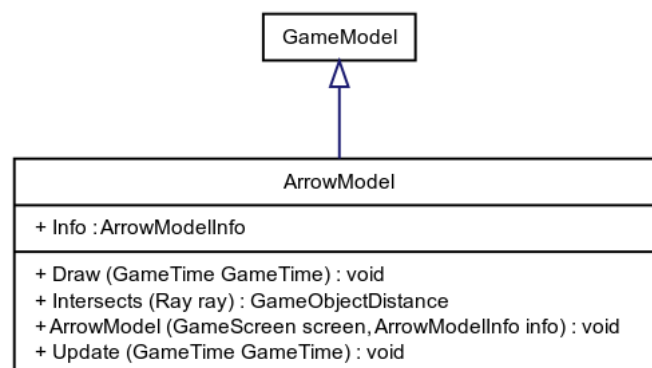 GameModel
ArrowModel
+ Info : ArrowModelInfo
+ Draw (GameTime GameTime) : void
+ Intersects (Ray ray) : GameObjectDistance
+ ArrowModel (GameScreen screen, ArrowModelInfo info) : void
+ Update (GameTime GameTime) : void